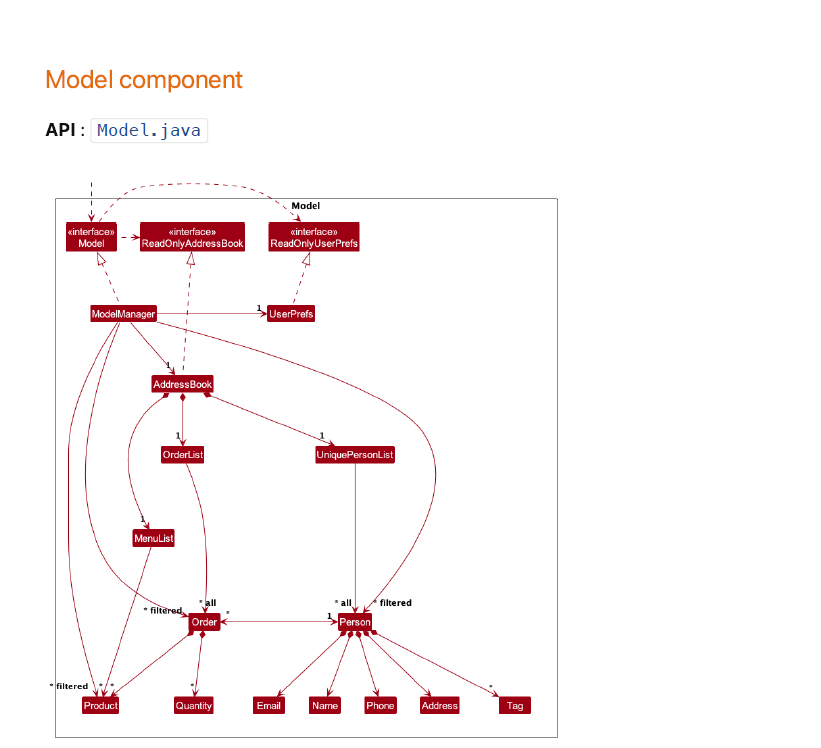 Model component
API : Model.java
Model
«interface»
Model
«interface»
ReadOnlyAddressBook
«interface»
ReadOnlyUserPrefs
ModelManager
1
UserPrefs
1
AddressBook
1
OrderList
1
UniquePersonList
1
MenuList
* filtered
* all
* all
* filtered
Order
*
1
Person
* filtered
*
*
*
*
Product
Quantity
Email
Name
Phone
Address
Tag